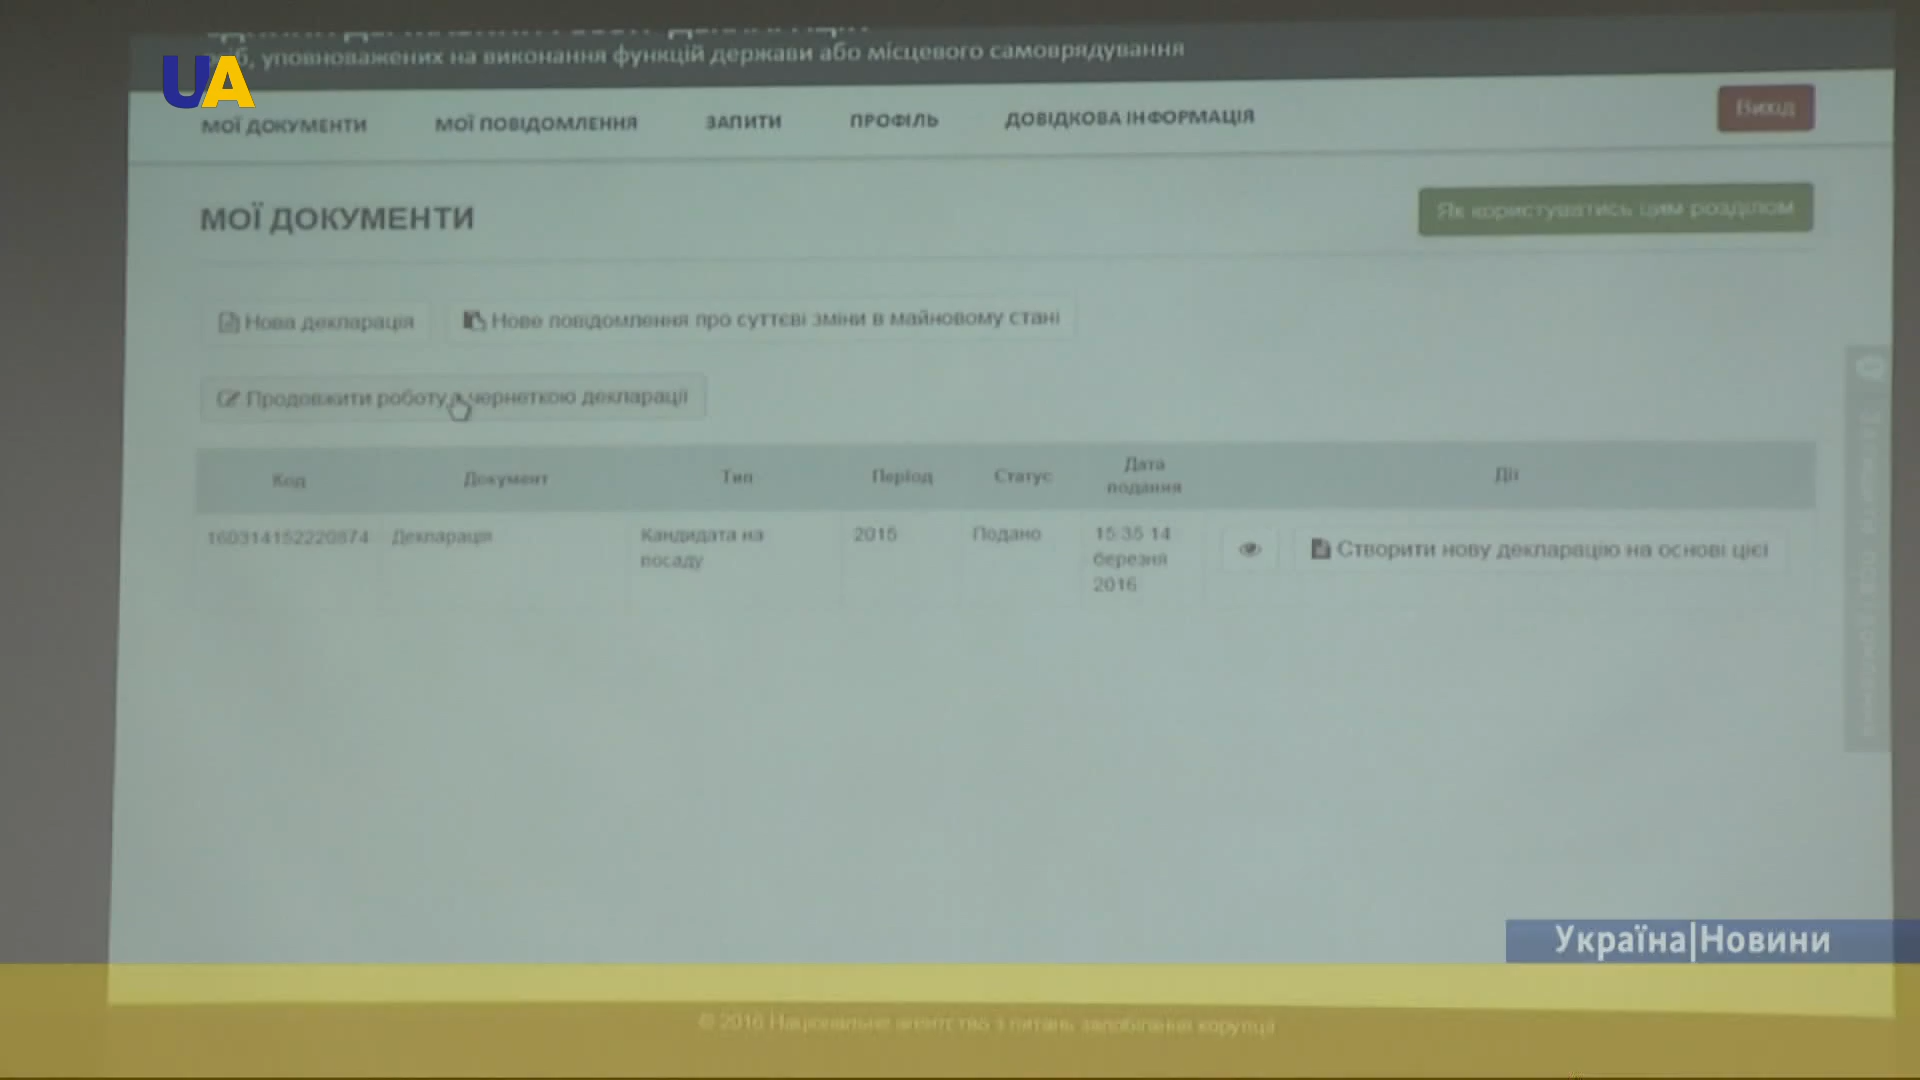 осіб, уповноважених на виконання функцій держави або місцевого самоврядування
UA
МОЇ ДОКУМЕНТИ МОЇ ПОВІДОМЛЕННЯ ЗАПИТИ ПРОФІЛЬ ДОВІДКОВА ІНФОРМАЦІЯ Вихід
МОЇ ДОКУМЕНТИ Як користуватись цим розділом
Нова декларація Нове повідомлення про суттєві зміни в майновому стані
Продовжити роботу з чернеткою декларації
Код Документ Тип Період Статус Дата подання Дії
160314152220874 Декларація Кандидата на посаду 2015 Подано 15:35 14 березня 2016 Створити нову декларацію на основі цієї
Україна|Новини
© 2016 Національне агентство з питань запобігання корупції